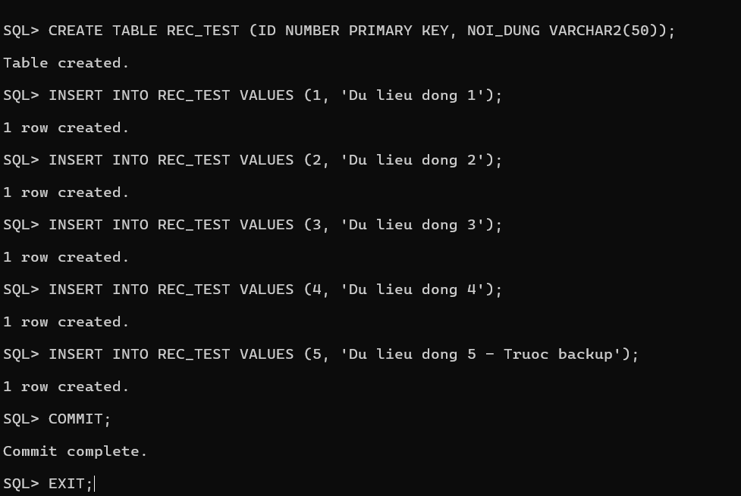 SQL> CREATE TABLE REC_TEST (ID NUMBER PRIMARY KEY, NOI_DUNG VARCHAR2(50));
Table created.
SQL> INSERT INTO REC_TEST VALUES (1, 'Du lieu dong 1');
1 row created.
SQL> INSERT INTO REC_TEST VALUES (2, 'Du lieu dong 2');
1 row created.
SQL> INSERT INTO REC_TEST VALUES (3, 'Du lieu dong 3');
1 row created.
SQL> INSERT INTO REC_TEST VALUES (4, 'Du lieu dong 4');
1 row created.
SQL> INSERT INTO REC_TEST VALUES (5, 'Du lieu dong 5 - Truoc backup');
1 row created.
SQL> COMMIT;
Commit complete.
SQL> EXIT;